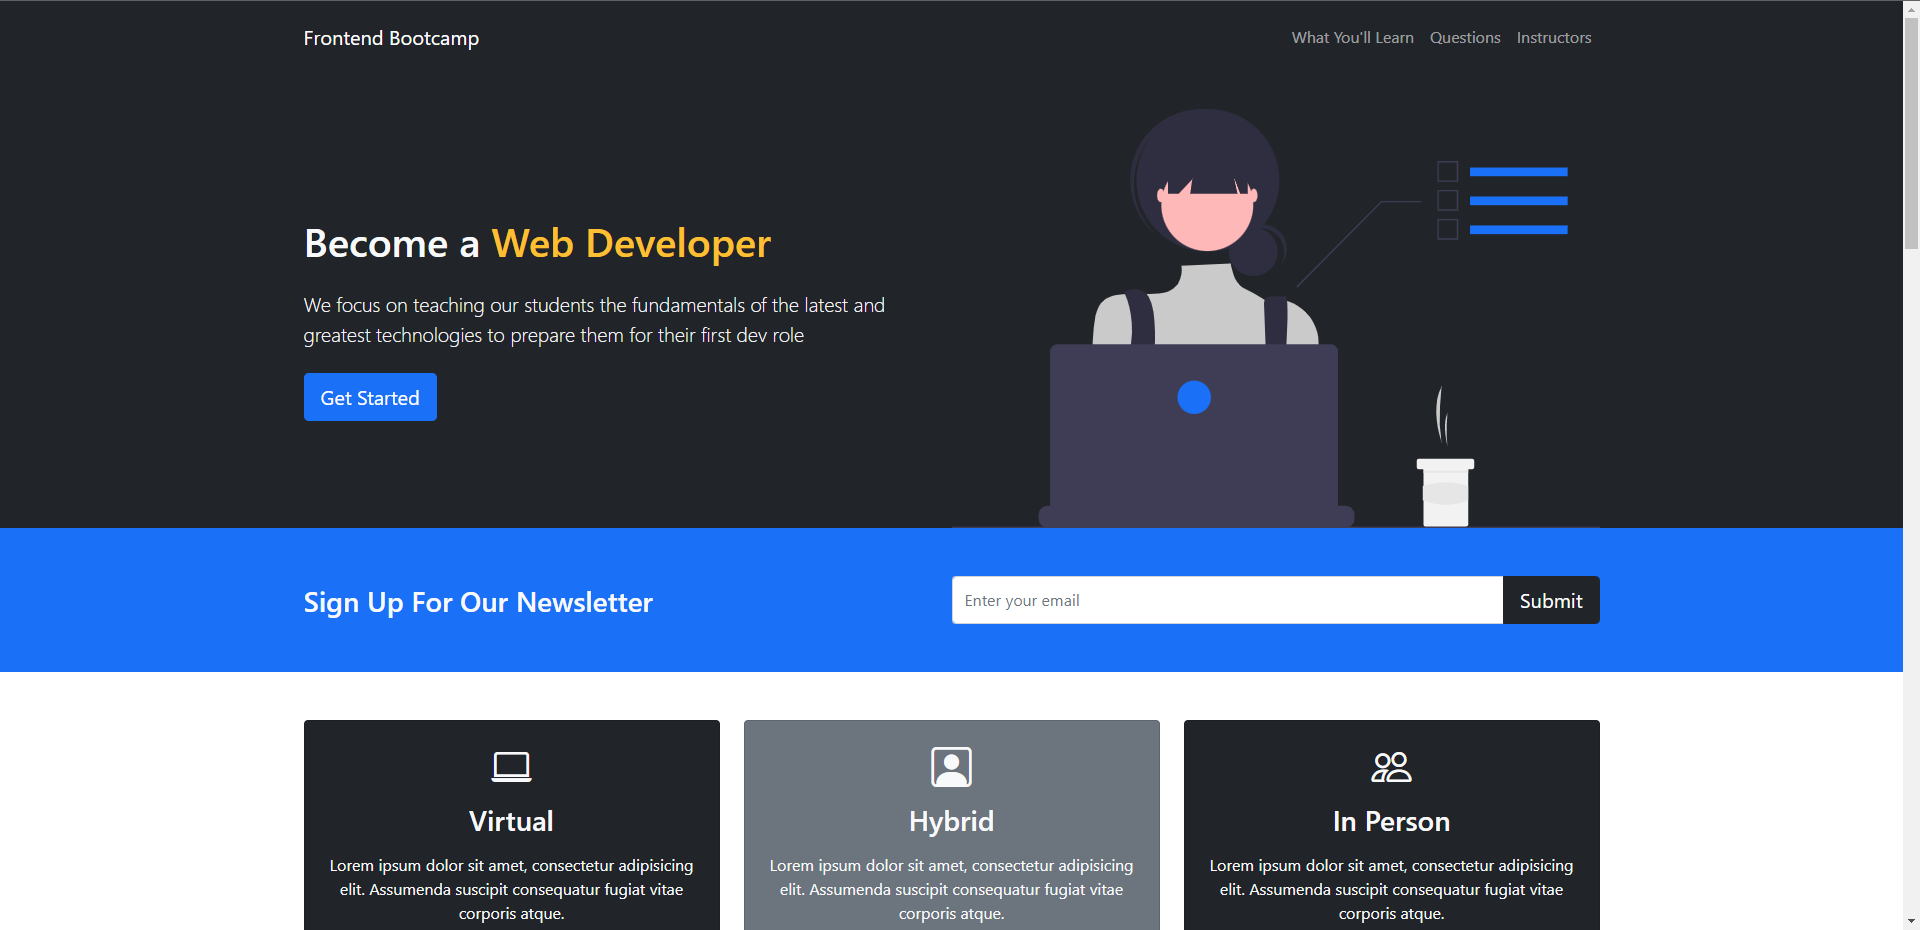 Frontend Bootcamp
What You'll Learn
Questions
Instructors
Become a Web Developer
We focus on teaching our students the fundamentals of the latest and
greatest technologies to prepare them for their first dev role
Get Started
Sign Up For Our Newsletter
Enter your email
Submit
Virtual
Lorem ipsum dolor sit amet, consectetur adipisicing
elit. Assumenda suscipit consequatur fugiat vitae
corporis atque.
Hybrid
Lorem ipsum dolor sit amet, consectetur adipisicing
elit. Assumenda suscipit consequatur fugiat vitae
corporis atque.
In Person
Lorem ipsum dolor sit amet, consectetur adipisicing
elit. Assumenda suscipit consequatur fugiat vitae
corporis atque.